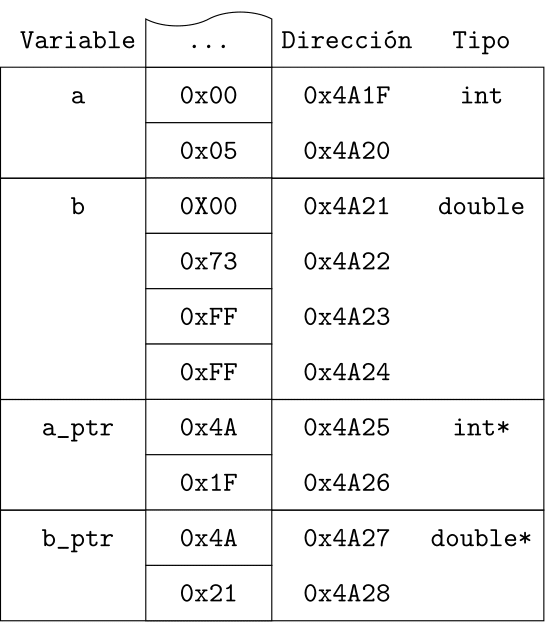 Variable ... Dirección Tipo
a 0x00 0x4A1F int
0x05 0x4A20
b 0X00 0x4A21 double
0x73 0x4A22
0xFF 0x4A23
0xFF 0x4A24
a_ptr 0x4A 0x4A25 int*
0x1F 0x4A26
b_ptr 0x4A 0x4A27 double*
0x21 0x4A28